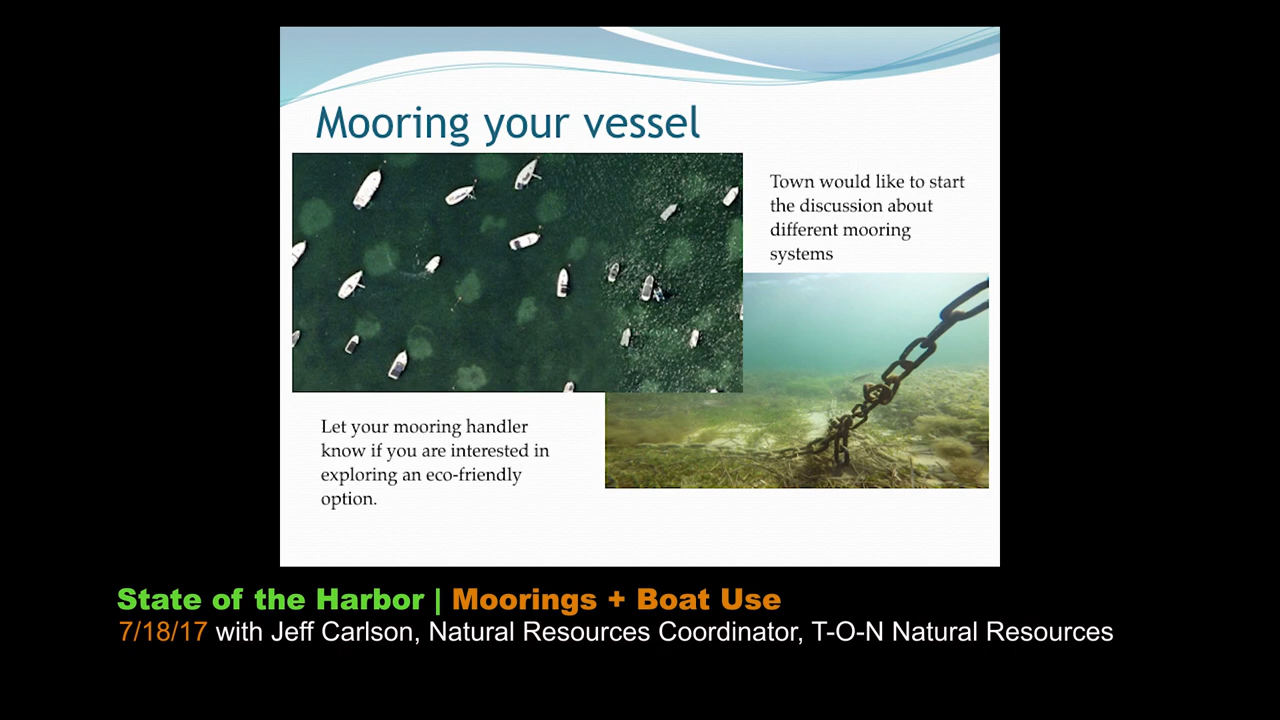 Mooring your vessel
Town would like to start
the discussion about
different mooring
systems
Let your mooring handler
know if you are interested in
exploring an eco-friendly
option.
State of the Harbor | Moorings + Boat Use
7/18/17 with Jeff Carlson, Natural Resources Coordinator, T-O-N Natural Resources